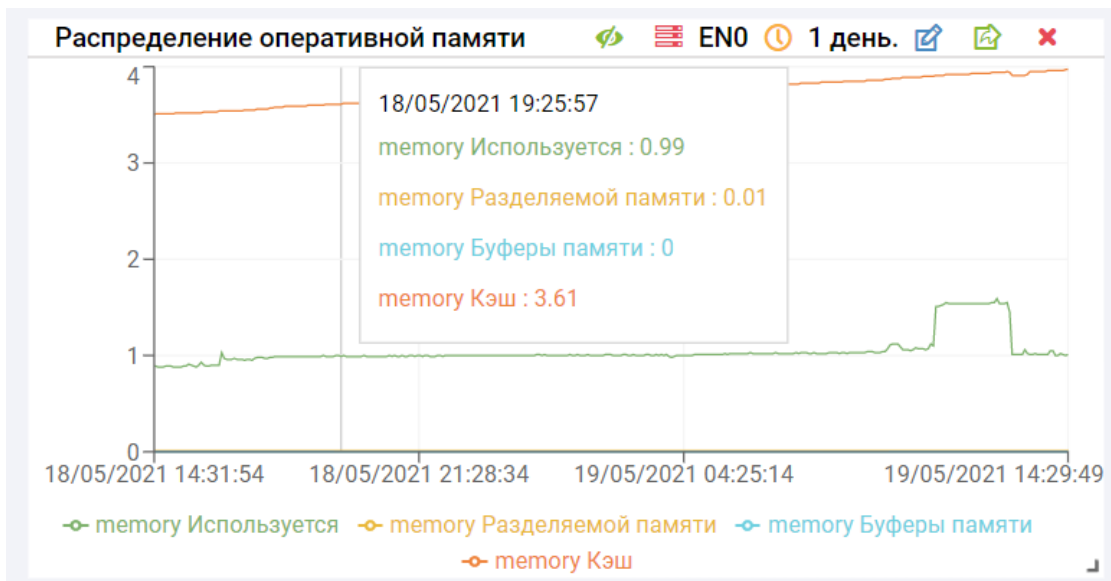 Распределение оперативной памяти EN0 1 день.
4
18/05/2021 19:25:57
memory Используется : 0.99
3
memory Разделяемой памяти : 0.01
2
memory Буферы памяти : 0
memory Кэш : 3.61
1
0
18/05/2021 14:31:54 18/05/2021 21:28:34 19/05/2021 04:25:14 19/05/2021 14:29:49
memory Используется memory Разделяемой памяти memory Буферы памяти
memory Кэш